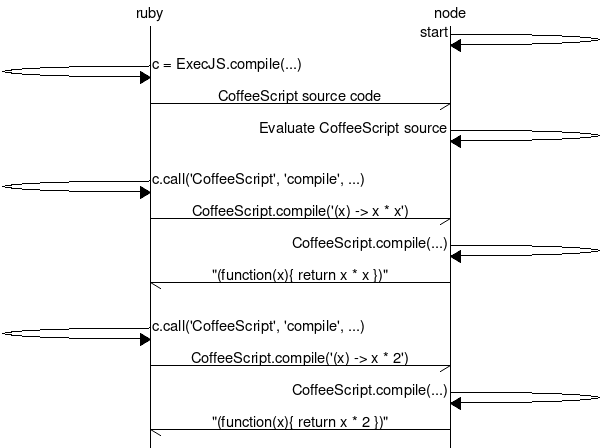 ruby
node
start
c = ExecJS.compile(...)
CoffeeScript source code
Evaluate CoffeeScript source
c.call('CoffeeScript', 'compile', ...)
CoffeeScript.compile('(x) -> x * x')
CoffeeScript.compile(...)
"(function(x){ return x * x })"
c.call('CoffeeScript', 'compile', ...)
CoffeeScript.compile('(x) -> x * 2')
CoffeeScript.compile(...)
"(function(x){ return x * 2 })"